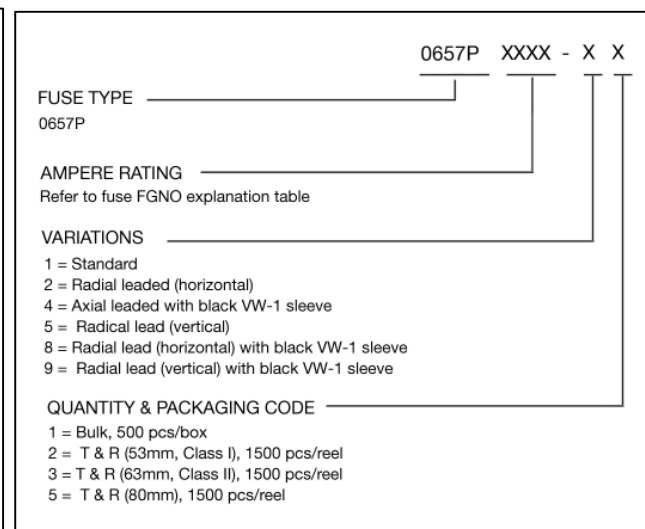 0657P XXXX - X X
FUSE TYPE
0657P
AMPERE RATING
Refer to fuse FGNO explanation table
VARIATIONS
1 = Standard
2 = Radial leaded (horizontal)
4 = Axial leaded with black VW-1 sleeve
5 = Radical lead (vertical)
8 = Radial lead (horizontal) with black VW-1 sleeve
9 = Radial lead (vertical) with black VW-1 sleeve
QUANTITY & PACKAGING CODE
1 = Bulk, 500 pcs/box
2 = T & R (53mm, Class I), 1500 pcs/reel
3 = T & R (63mm, Class II), 1500 pcs/reel
5 = T & R (80mm), 1500 pcs/reel